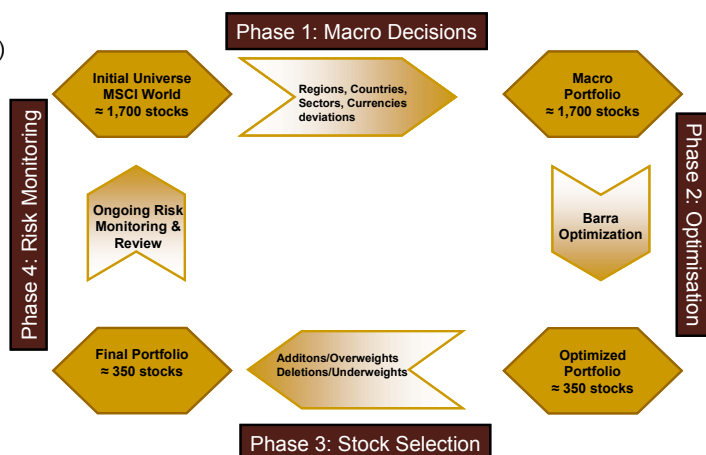 Phase 1: Macro Decisions
)
Initial Universe
MSCI World
≈ 1,700 stocks
Regions, Countries,
Sectors, Currencies
deviations
Macro
Portfolio
≈ 1,700 stocks
Phase 2: Optimisation
Barra
Optimization
Optimized
Portfolio
≈ 350 stocks
Additons/Overweights
Deletions/Underweights
Phase 3: Stock Selection
Final Portfolio
≈ 350 stocks
Ongoing Risk
Monitoring &
Review
Phase 4: Risk Monitoring